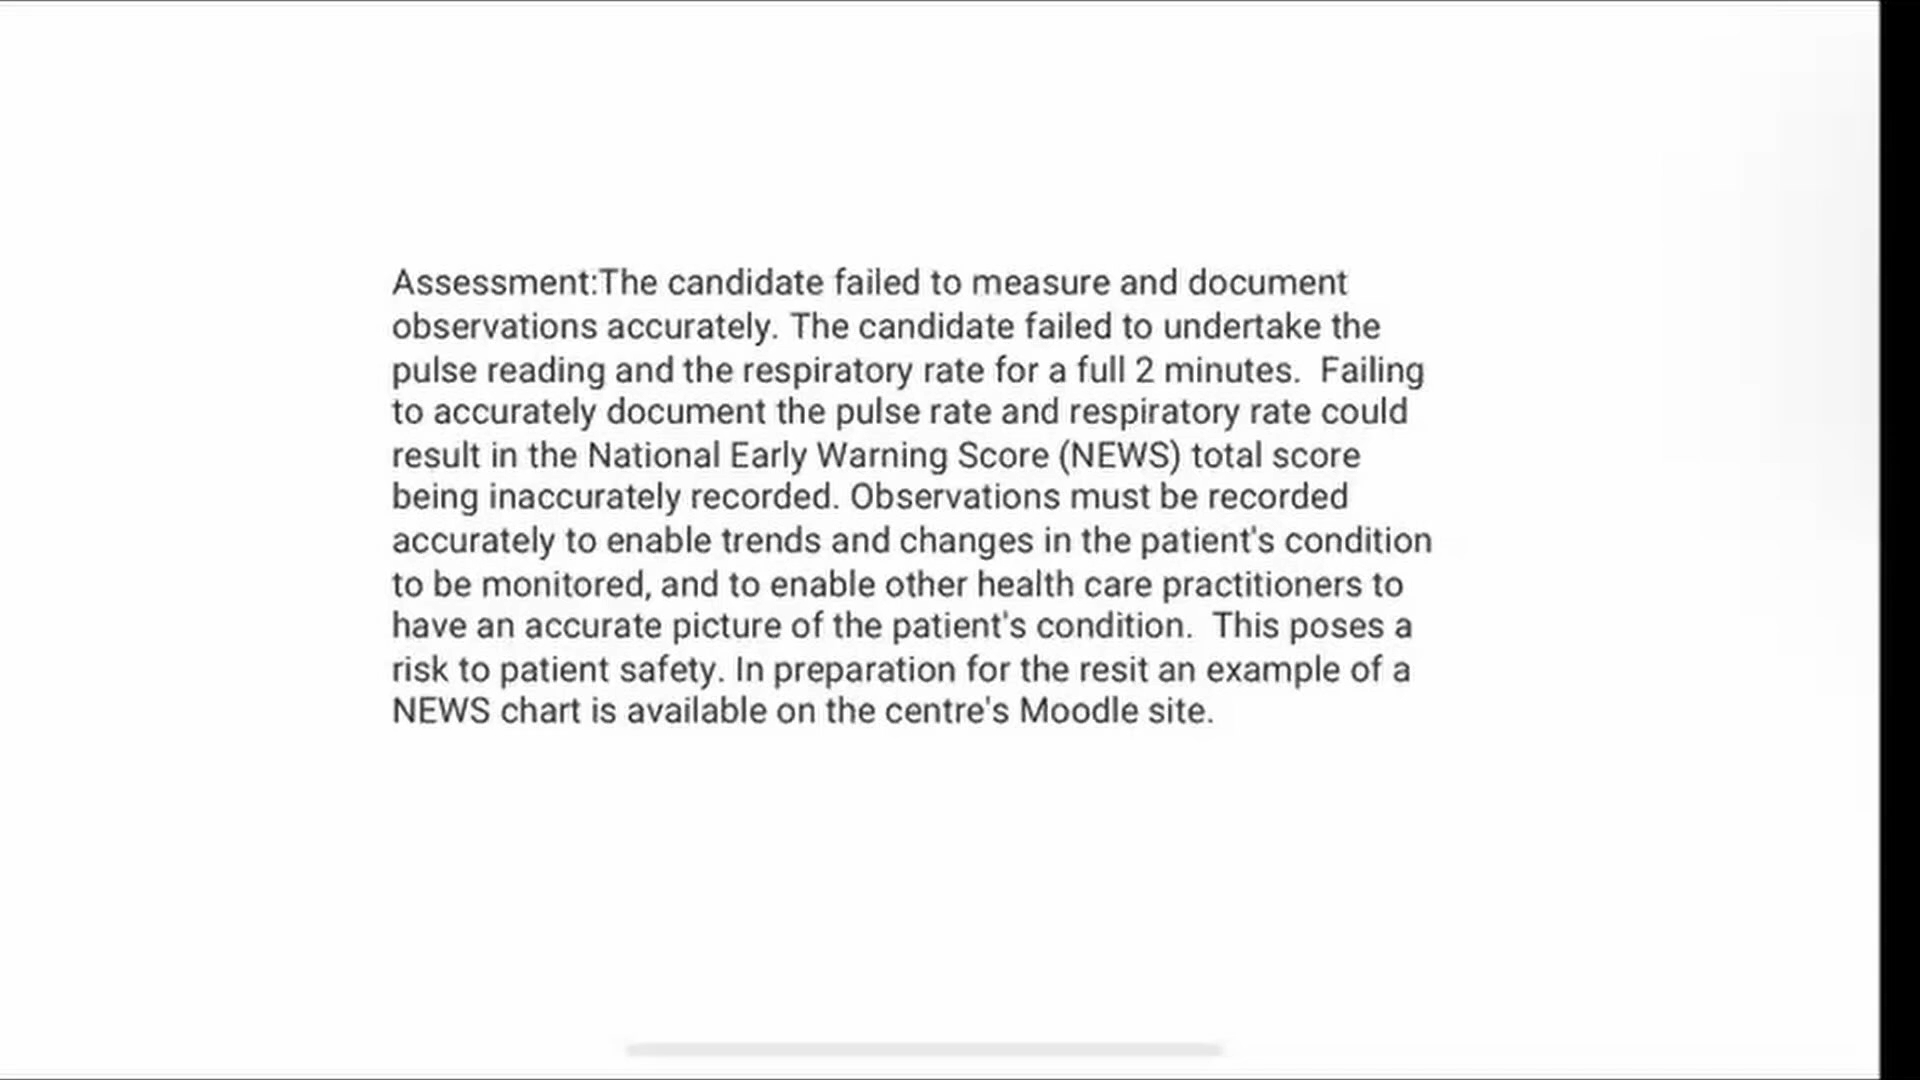 Assessment:The candidate failed to measure and document
observations accurately. The candidate failed to undertake the
pulse reading and the respiratory rate for a full 2 minutes.  Failing
to accurately document the pulse rate and respiratory rate could
result in the National Early Warning Score (NEWS) total score
being inaccurately recorded. Observations must be recorded
accurately to enable trends and changes in the patient's condition
to be monitored, and to enable other health care practitioners to
have an accurate picture of the patient's condition.  This poses a
risk to patient safety. In preparation for the resit an example of a
NEWS chart is available on the centre's Moodle site.